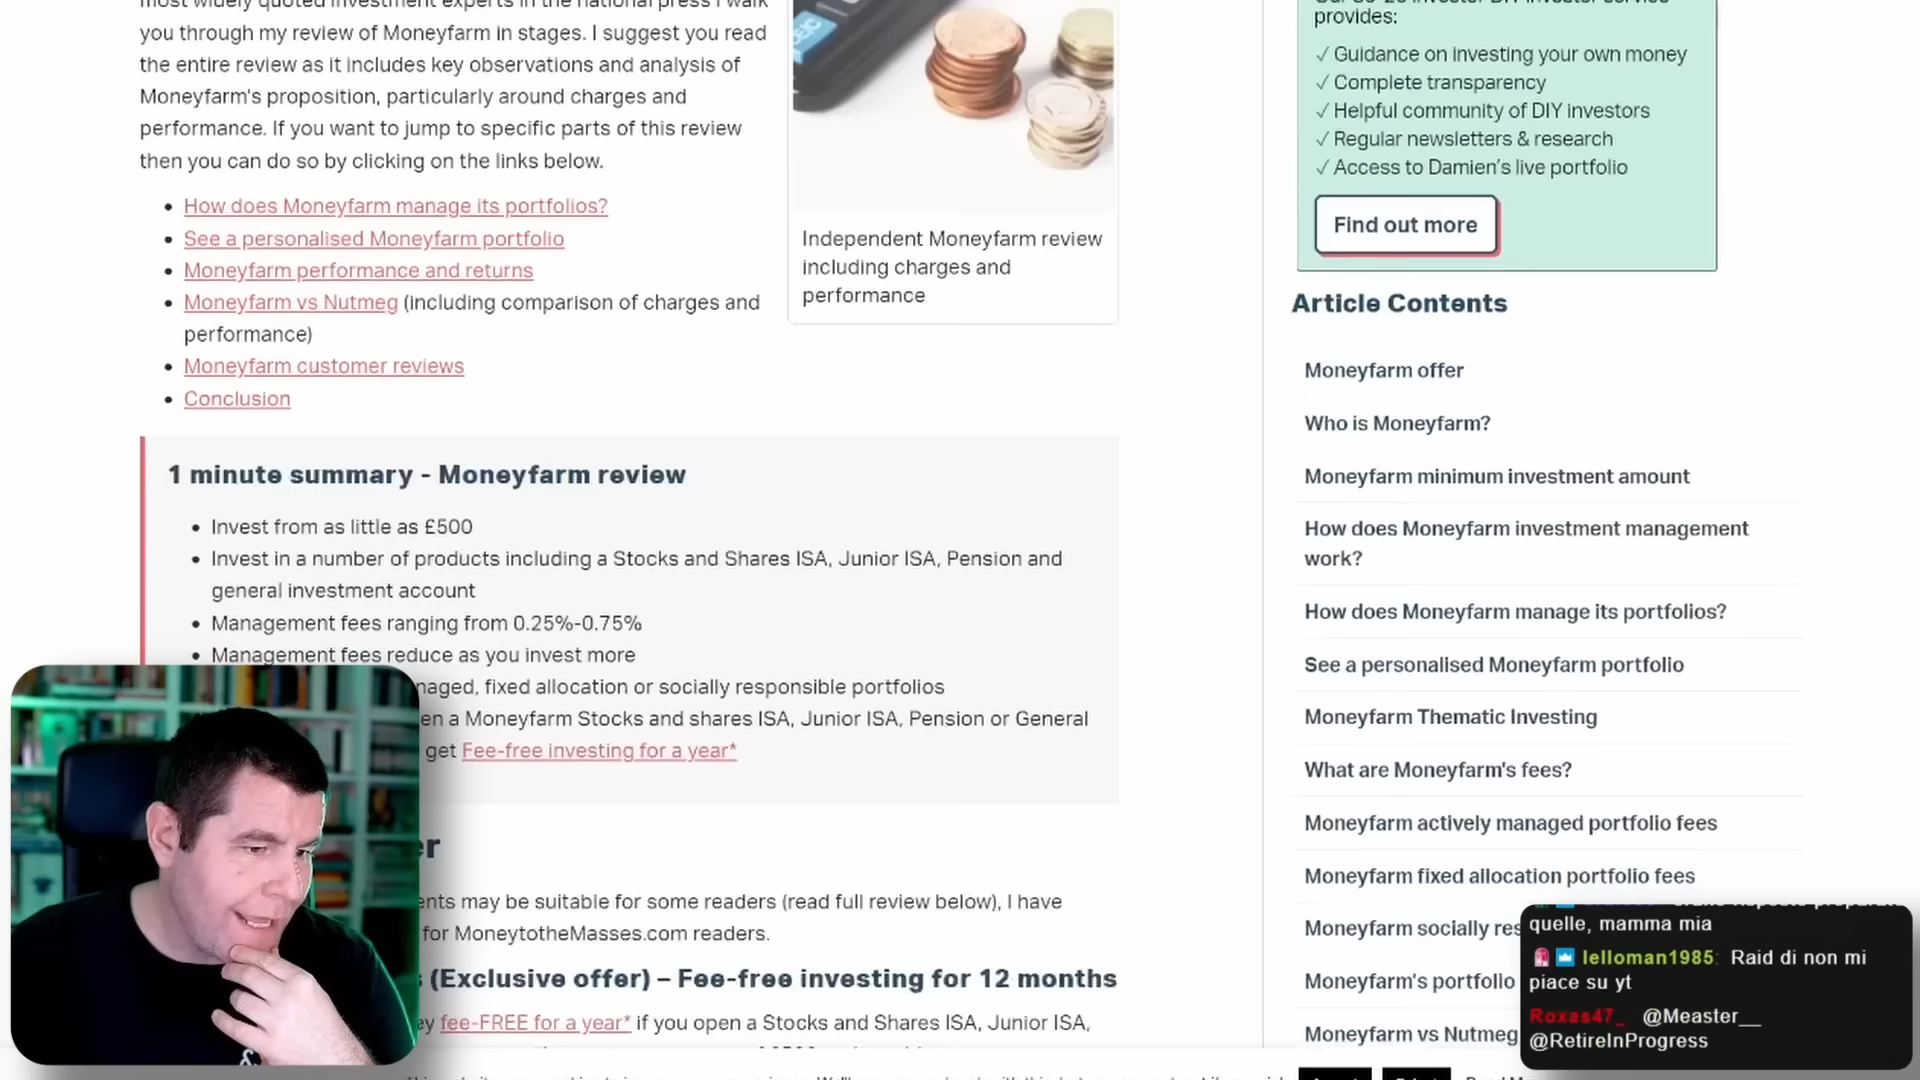 you through my review of Moneyfarm in stages. I suggest you read
the entire review as it includes key observations and analysis of
Moneyfarm's proposition, particularly around charges and
performance. If you want to jump to specific parts of this review
then you can do so by clicking on the links below.
How does Moneyfarm manage its portfolios?
See a personalised Moneyfarm portfolio
Moneyfarm performance and returns
Moneyfarm vs Nutmeg (including comparison of charges and
performance)
Moneyfarm customer reviews
Conclusion
Independent Moneyfarm review
including charges and
performance
1 minute summary - Moneyfarm review
Invest from as little as £500
Invest in a number of products including a Stocks and Shares ISA, Junior ISA, Pension and
general investment account
Management fees ranging from 0.25%-0.75%
Management fees reduce as you invest more
naged, fixed allocation or socially responsible portfolios
en a Moneyfarm Stocks and shares ISA, Junior ISA, Pension or General
get Fee-free investing for a year*
er
ents may be suitable for some readers (read full review below), I have
for MoneytotheMasses.com readers.
(Exclusive offer) – Fee-free investing for 12 months
ey fee-FREE for a year* if you open a Stocks and Shares ISA, Junior ISA,
provides:
✓ Guidance on investing your own money
✓ Complete transparency
✓ Helpful community of DIY investors
✓ Regular newsletters & research
✓ Access to Damien's live portfolio
Find out more
Article Contents
Moneyfarm offer
Who is Moneyfarm?
Moneyfarm minimum investment amount
How does Moneyfarm investment management
work?
How does Moneyfarm manage its portfolios?
See a personalised Moneyfarm portfolio
Moneyfarm Thematic Investing
What are Moneyfarm's fees?
Moneyfarm actively managed portfolio fees
Moneyfarm fixed allocation portfolio fees
Moneyfarm socially res
Moneyfarm's portfolio
Moneyfarm vs Nutmeg
quelle, mamma mia
lelloman1985: Raid di non mi
piace su yt
Roxas47_ @Measter__
@RetireInProgress